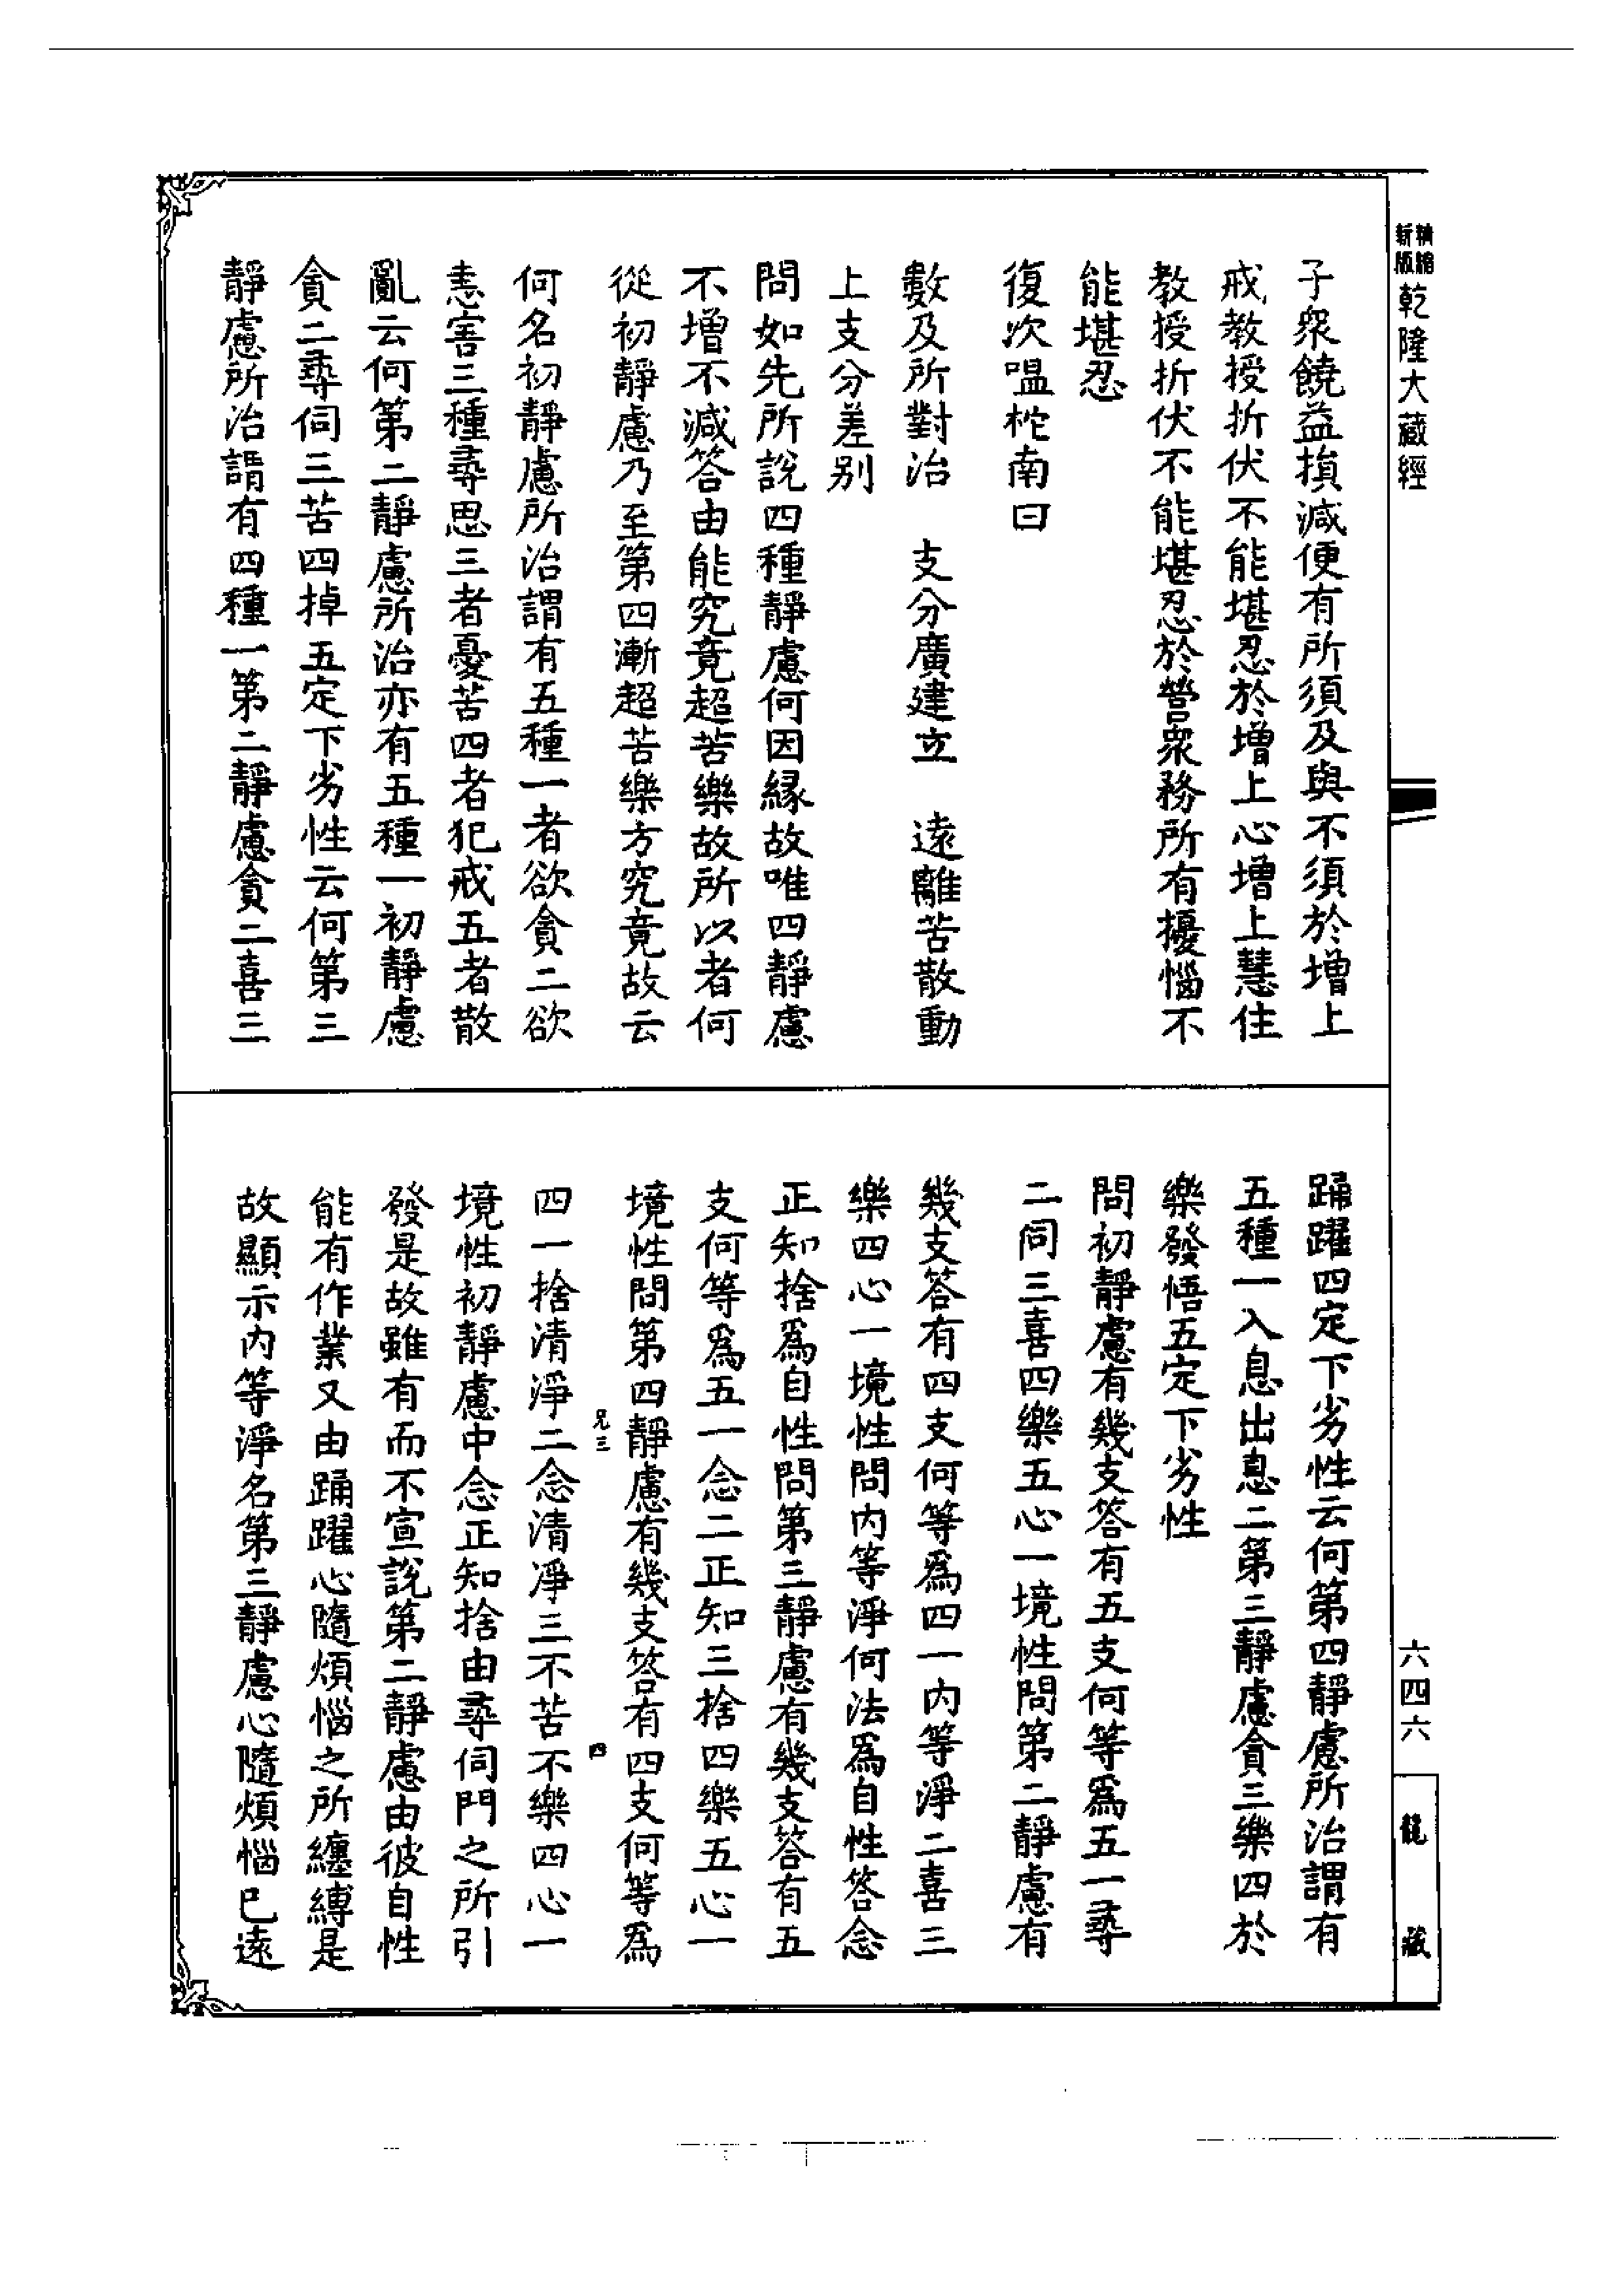 新版精縮乾隆大藏經
子衆饒益損減便有所須及與不須於增上
戒教授折伏不能堪忍於增上心增上慧住
教授折伏不能堪忍於營衆務所有擾惱不
能堪忍
復次嗢柁南曰
數及所對治 支分廣建立 遠離苦散動
上支分差别
問如先所說四種靜慮何因緣故唯四靜慮
不增不減答由能究竟超苦樂故所以者何
從初靜慮乃至第四漸超苦樂方究竟故云
何名初靜慮所治謂有五種一者欲貪二欲
恚害三種尋思三者憂苦四者犯戒五者散
亂云何第二靜慮所治亦有五種一初靜慮
貪二尋伺三苦四掉五定下劣性云何第三
靜慮所治謂有四種一第二靜慮貪二喜三
踊躍四定下劣性云何第四靜慮所治謂有
五種一入息出息二第三靜慮貪三樂四於
樂發悟五定下劣性
問初靜慮有幾支答有五支何等爲五一尋
二伺三喜四樂五心一境性問第二靜慮有
幾支答有四支何等爲四一内等淨二喜三
樂四心一境性問内等淨何法爲自性答念
正知捨爲自性問第三靜慮有幾支答有五
支何等爲五一念二正知三捨四樂五心一
境性問第四靜慮有幾支答有四支何等爲
兄三 四
四一捨清淨二念清淨三不苦不樂四心一
境性初靜慮中念正知捨由尋伺門之所引
發是故雖有而不宣說第二靜慮由彼自性
能有作業又由踊躍心隨煩惱之所纏縛是
故顯示内等淨名第三靜慮心隨煩惱已遠
六四六
龍藏